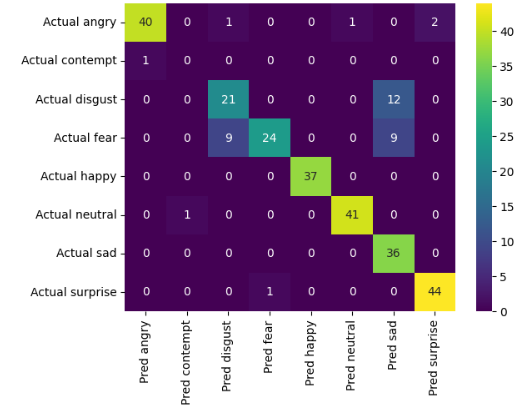 Actual angry 40 0 1 0 0 1 0 2
Actual contempt 1 0 0 0 0 0 0 0
Actual disgust 0 0 21 0 0 0 12 0
Actual fear 0 0 9 24 0 0 9 0
Actual happy 0 0 0 0 37 0 0 0
Actual neutral 0 1 0 0 0 41 0 0
Actual sad 0 0 0 0 0 0 36 0
Actual surprise 0 0 0 1 0 0 0 44
Pred angry
Pred contempt
Pred disgust
Pred fear
Pred happy
Pred neutral
Pred sad
Pred surprise
40
35
30
25
20
15
10
5
0